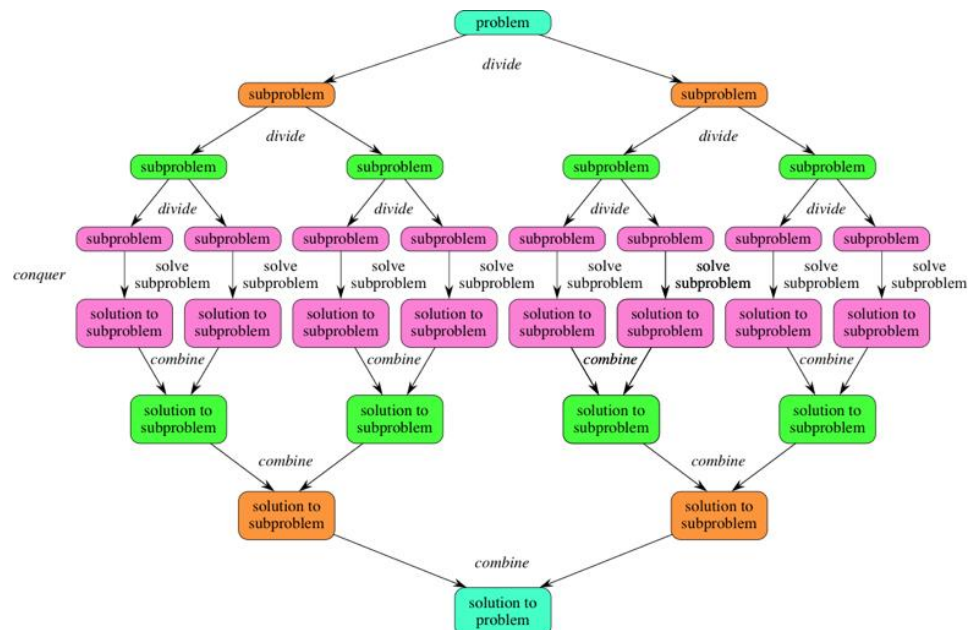 problem
divide
subproblem subproblem
divide divide
subproblem subproblem subproblem subproblem
divide divide divide divide
subproblem subproblem subproblem subproblem subproblem subproblem subproblem subproblem
conquer
solve solve solve solve solve solve solve solve
subproblem subproblem subproblem subproblem subproblem subproblem subproblem subproblem
solution to solution to solution to solution to solution to solution to solution to solution to
subproblem subproblem subproblem subproblem subproblem subproblem subproblem subproblem
combine combine combine combine
solution to solution to solution to solution to
subproblem subproblem subproblem subproblem
combine combine
solution to solution to
subproblem subproblem
combine
solution to
problem